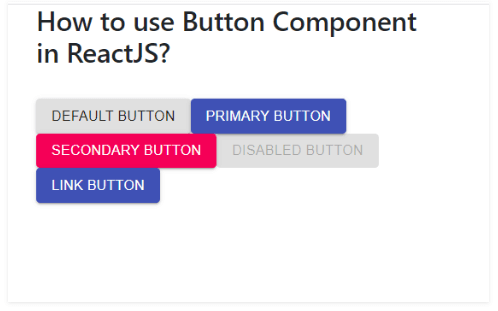 How to use Button Component
in ReactJS?
DEFAULT BUTTON PRIMARY BUTTON
SECONDARY BUTTON DISABLED BUTTON
LINK BUTTON